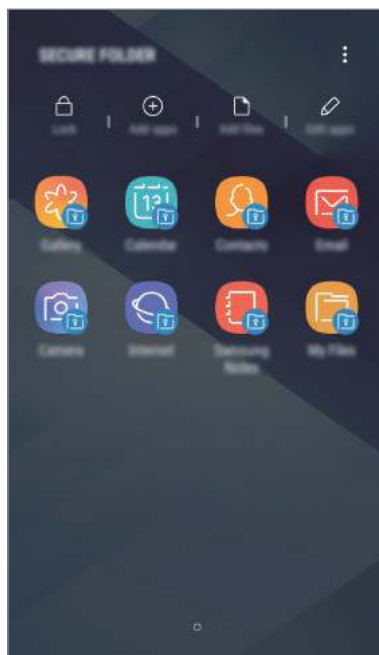 SECURE FOLDER
Lock Add apps Add files Edit apps
13
Gallery Calendar Contacts Email
Camera Internet Samsung Notes My Files